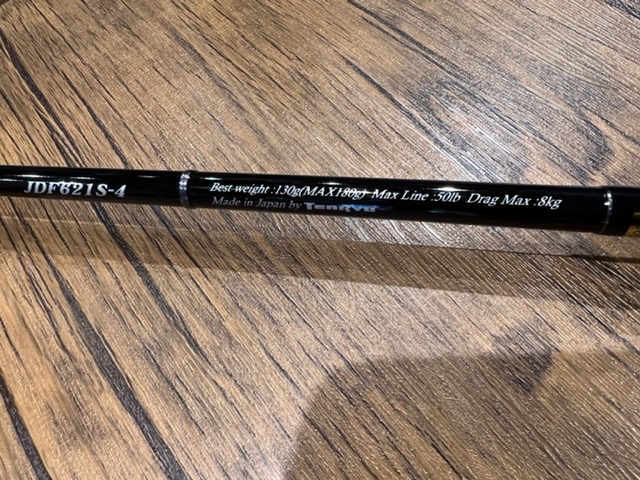 JDF621S-4
Best weight :130g(MAX180g) Max Line :50lb Drag Max :8kg
Made in Japan by Tenryu